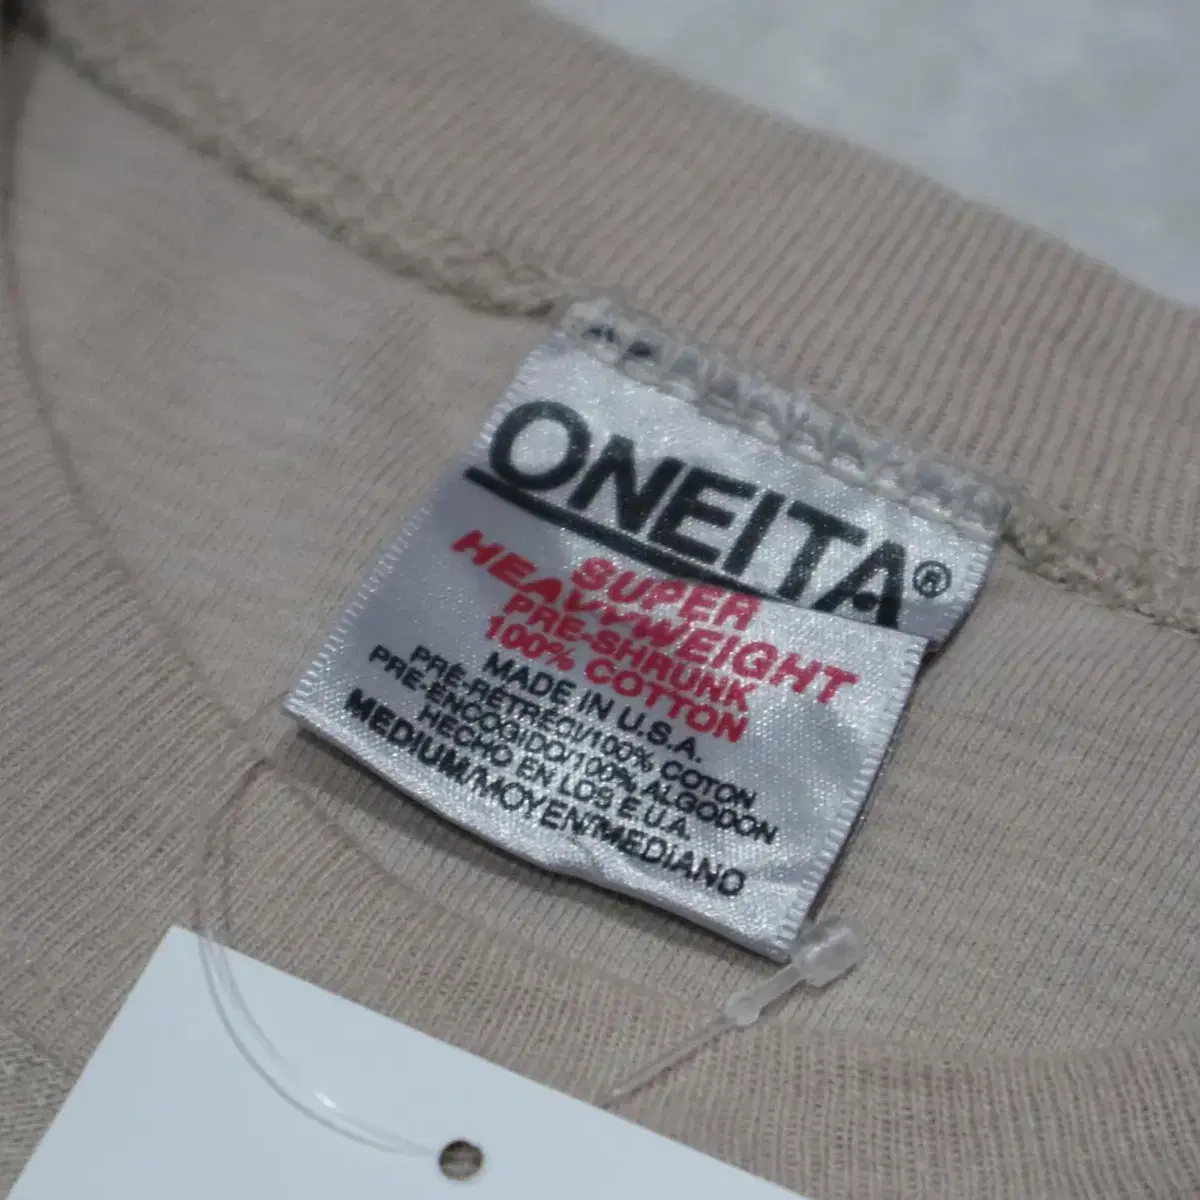 ONEITA®
SUPER
HEAVYWEIGHT
PRE-SHRUNK
100% COTTON
MADE IN U.S.A.
PRÉ-RÉTRÉCI/100% COTON
PRE-ENCOGIDO/100% ALGODON
HECHO EN LOS E.U.A.
MEDIUM/MOYEN/MEDIANO